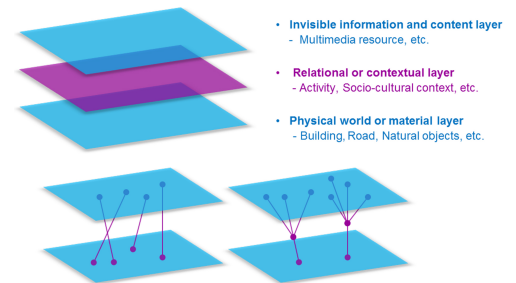 • Invisible information and content layer
- Multimedia resource, etc.
• Relational or contextual layer
- Activity, Socio-cultural context, etc.
• Physical world or material layer
- Building, Road, Natural objects, etc.